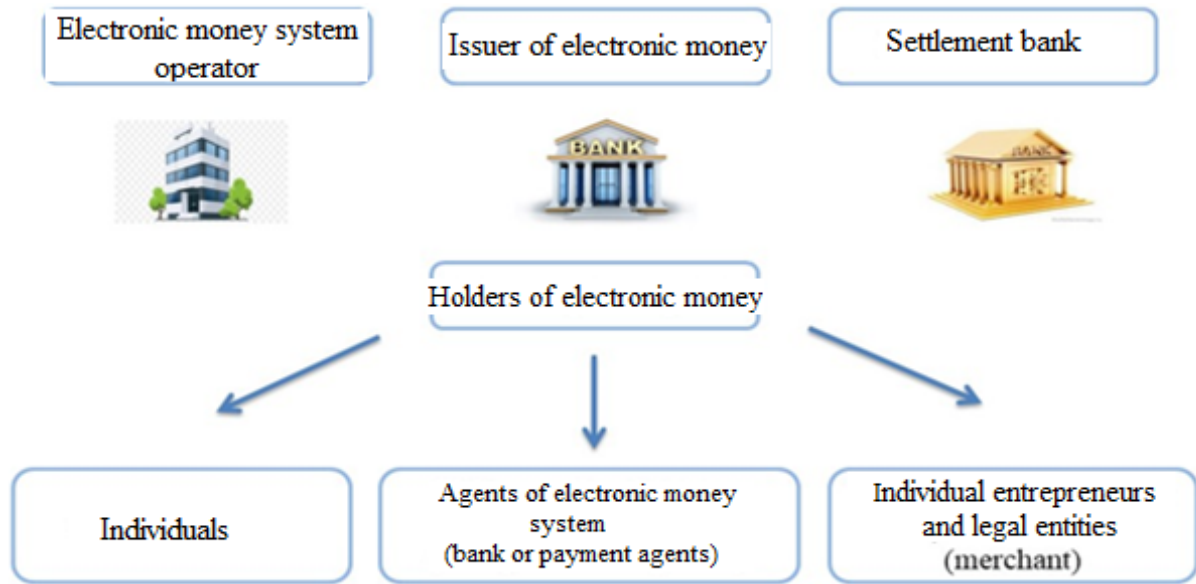 Electronic money system
operator
Issuer of electronic money
Settlement bank
BANK
BANK
Holders of electronic money
Individuals
Agents of electronic money
system
(bank or payment agents)
Individual entrepreneurs
and legal entities
(merchant)